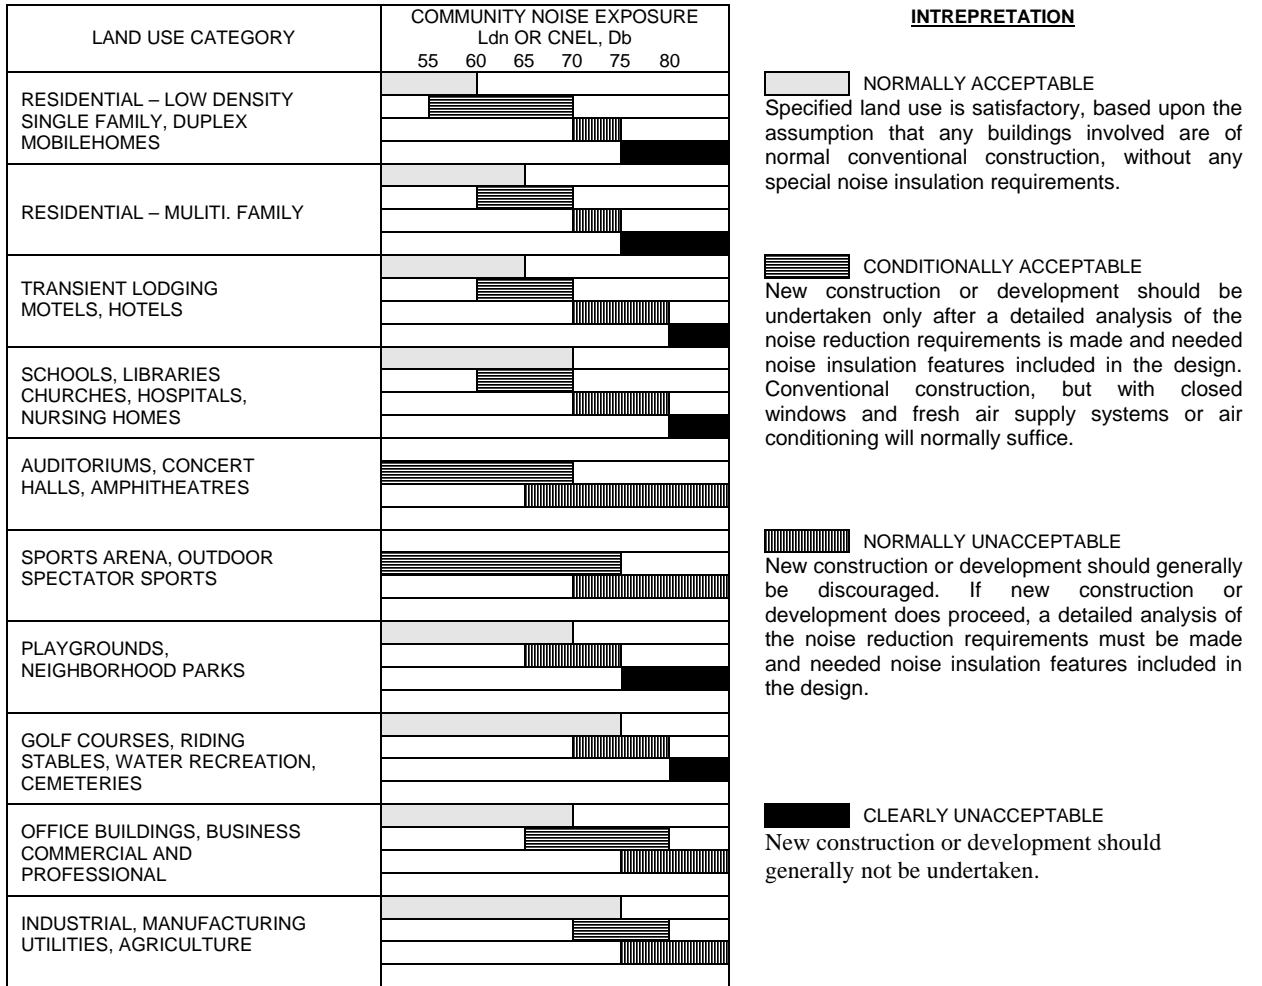 LAND USE CATEGORY
COMMUNITY NOISE EXPOSURE
Ldn OR CNEL, Db
55 60 65 70 75 80
RESIDENTIAL – LOW DENSITY
SINGLE FAMILY, DUPLEX
MOBILEHOMES
RESIDENTIAL – MULITI. FAMILY
TRANSIENT LODGING
MOTELS, HOTELS
SCHOOLS, LIBRARIES
CHURCHES, HOSPITALS,
NURSING HOMES
AUDITORIUMS, CONCERT
HALLS, AMPHITHEATRES
SPORTS ARENA, OUTDOOR
SPECTATOR SPORTS
PLAYGROUNDS,
NEIGHBORHOOD PARKS
GOLF COURSES, RIDING
STABLES, WATER RECREATION,
CEMETERIES
OFFICE BUILDINGS, BUSINESS
COMMERCIAL AND
PROFESSIONAL
INDUSTRIAL, MANUFACTURING
UTILITIES, AGRICULTURE
INTREPRETATION
NORMALLY ACCEPTABLE
Specified land use is satisfactory, based upon the
assumption that any buildings involved are of
normal conventional construction, without any
special noise insulation requirements.
CONDITIONALLY ACCEPTABLE
New construction or development should be
undertaken only after a detailed analysis of the
noise reduction requirements is made and needed
noise insulation features included in the design.
Conventional construction, but with closed
windows and fresh air supply systems or air
conditioning will normally suffice.
NORMALLY UNACCEPTABLE
New construction or development should generally
be discouraged. If new construction or
development does proceed, a detailed analysis of
the noise reduction requirements must be made
and needed noise insulation features included in
the design.
CLEARLY UNACCEPTABLE
New construction or development should
generally not be undertaken.